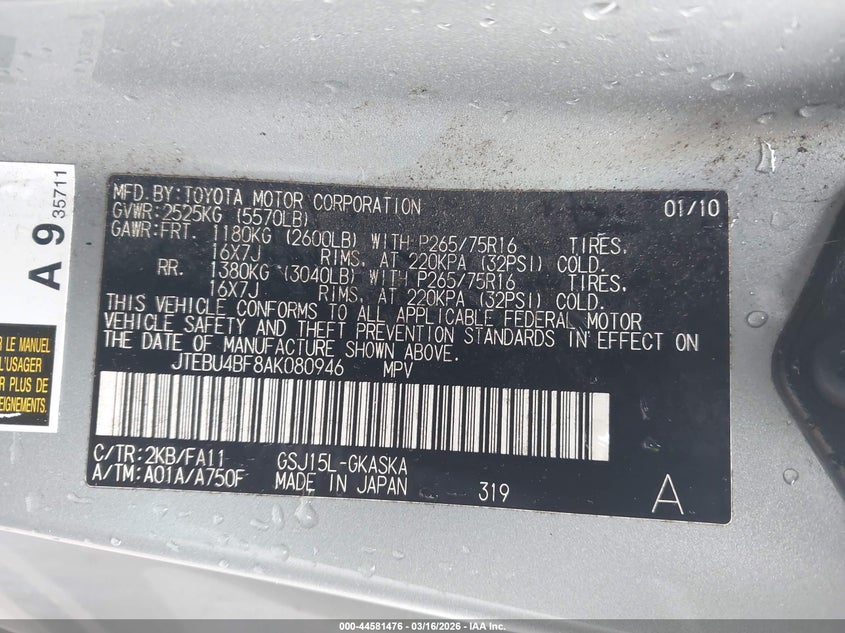 MFD.BY:TOYOTA MOTOR CORPORATION 01/10
GVWR:2525KG (5570LB)
GAWR:FRT. 1180KG (2600LB) WITH P265/75R16 TIRES,
16X7J RIMS, AT 220KPA (32PSI) COLD.
RR. 1380KG (3040LB) WITH P265/75R16 TIRES,
16X7J RIMS, AT 220KPA (32PSI) COLD.
THIS VEHICLE CONFORMS TO ALL APPLICABLE FEDERAL MOTOR
VEHICLE SAFETY AND THEFT PREVENTION STANDARDS IN EFFECT ON
THE DATE OF MANUFACTURE SHOWN ABOVE.
JTEBU4BF8AK080946 MPV
C/TR:2KB/FA11 GSJ15L-GKASKA
A/TM:A01A/A750F MADE IN JAPAN 319 A
A 9 35711
R LE MANUEL
L'USAGER
R PLUS DE
EIGNEMENTS.
000-44581476 - 03/16/2026 - IAA Inc.